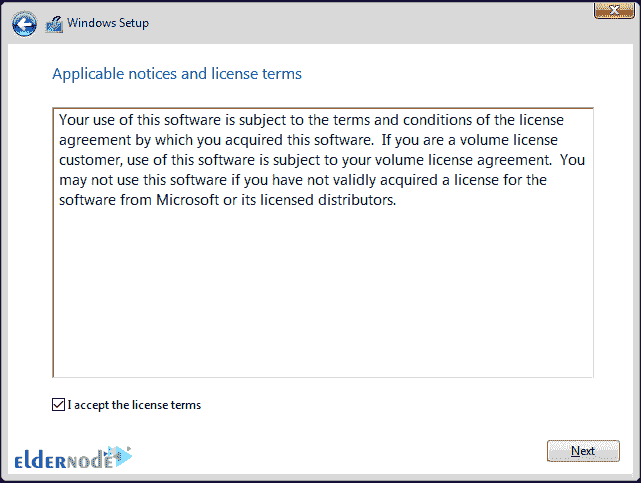 Windows Setup
Applicable notices and license terms
Your use of this software is subject to the terms and conditions of the license
agreement by which you acquired this software.  If you are a volume license
customer, use of this software is subject to your volume license agreement.  You
may not use this software if you have not validly acquired a license for the
software from Microsoft or its licensed distributors.
I accept the license terms
eldernode
Next